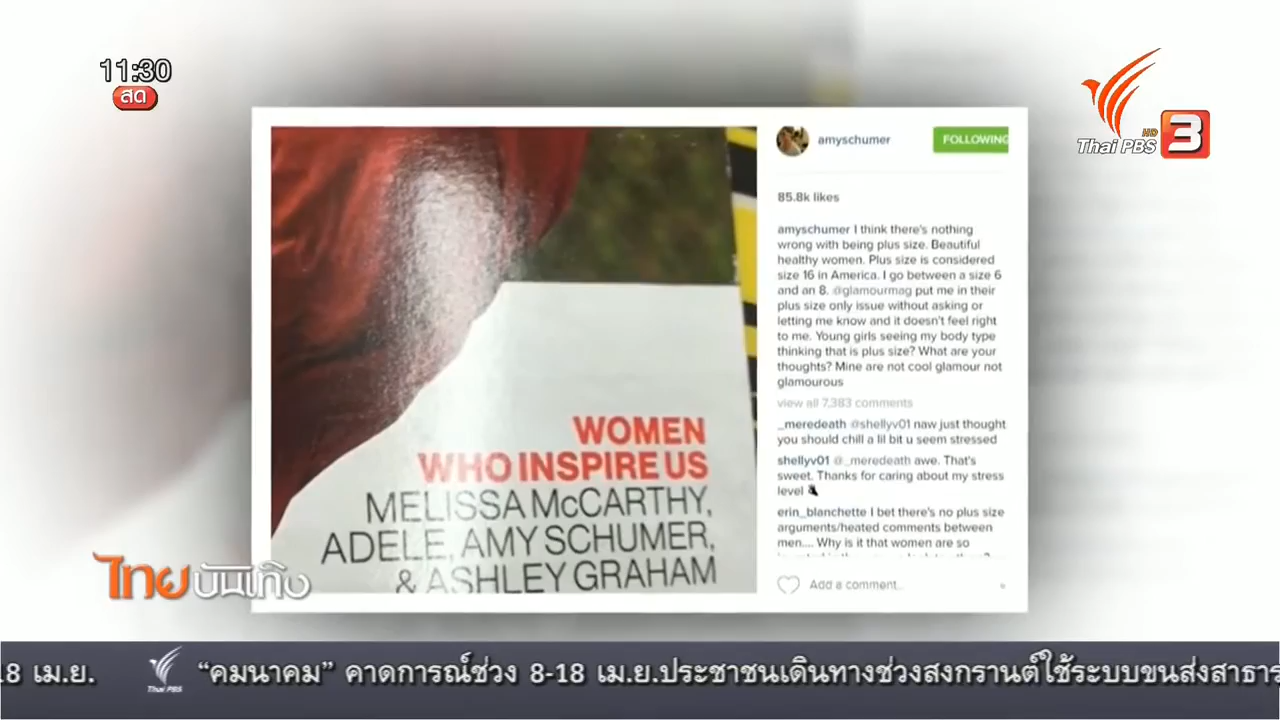 11:30
สด
Thai PBS HD 3
amyschumer
FOLLOWING
85.8k likes
amyschumer I think there's nothing
wrong with being plus size. Beautiful
healthy women. Plus size is considered
size 16 in America. I go between a size 6
and an 8. @glamourmag put me in their
plus size only issue without asking or
letting me know and it doesn't feel right
to me. Young girls seeing my body type
thinking that is plus size? What are your
thoughts? Mine are not cool glamour not
glamourous
view all 7,383 comments
_meredeath @shellyv01 naw just thought
you should chill a lil bit u seem stressed
shellyv01 @_meredeath awe. That's
sweet. Thanks for caring about my stress
level
erin_blanchette I bet there's no plus size
arguments/heated comments between
men.... Why is it that women are so
Add a comment..
WOMEN
WHO INSPIRE US
MELISSA McCARTHY,
ADELE, AMY SCHUMER,
& ASHLEY GRAHAM
ไทยบันเทิง
18 เม.ย. Thai PBS “คมนาคม” คาดการณ์ช่วง 8-18 เม.ย.ประชาชนเดินทางช่วงสงกรานต์ใช้ระบบขนส่งสาธาร